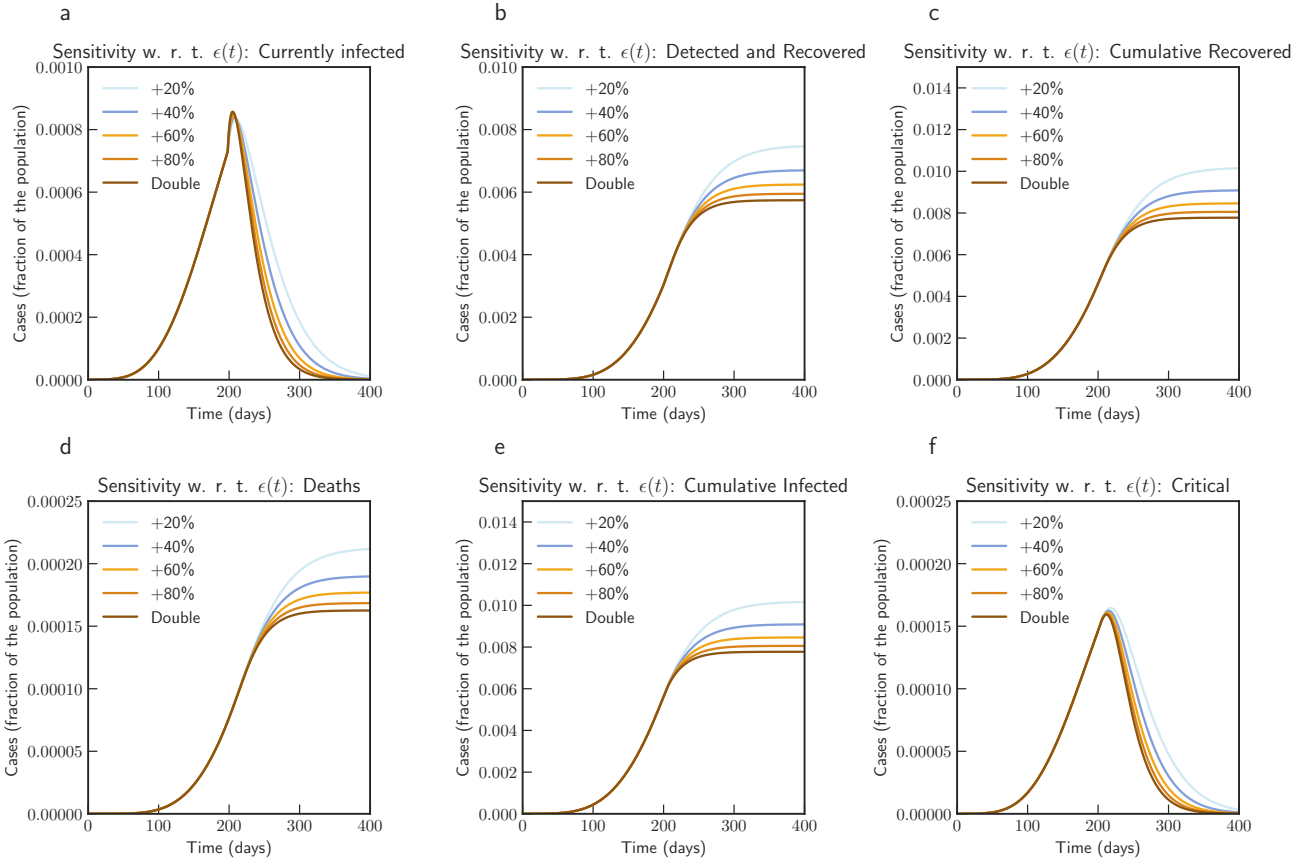 a
Sensitivity w. r. t. ϵ(t): Currently infected
0.0010
0.0008
0.0006
0.0004
0.0002
0.0000
Cases (fraction of the population)
+20%
+40%
+60%
+80%
Double
0 100 200 300 400
Time (days)
b
Sensitivity w. r. t. ϵ(t): Detected and Recovered
0.010
0.008
0.006
0.004
0.002
0.000
Cases (fraction of the population)
+20%
+40%
+60%
+80%
Double
0 100 200 300 400
Time (days)
c
Sensitivity w. r. t. ϵ(t): Cumulative Recovered
0.014
0.012
0.010
0.008
0.006
0.004
0.002
0.000
Cases (fraction of the population)
+20%
+40%
+60%
+80%
Double
0 100 200 300 400
Time (days)
d
Sensitivity w. r. t. ϵ(t): Deaths
0.00025
0.00020
0.00015
0.00010
0.00005
0.00000
Cases (fraction of the population)
+20%
+40%
+60%
+80%
Double
0 100 200 300 400
Time (days)
e
Sensitivity w. r. t. ϵ(t): Cumulative Infected
0.014
0.012
0.010
0.008
0.006
0.004
0.002
0.000
Cases (fraction of the population)
+20%
+40%
+60%
+80%
Double
0 100 200 300 400
Time (days)
f
Sensitivity w. r. t. ϵ(t): Critical
0.00025
0.00020
0.00015
0.00010
0.00005
0.00000
Cases (fraction of the population)
+20%
+40%
+60%
+80%
Double
0 100 200 300 400
Time (days)